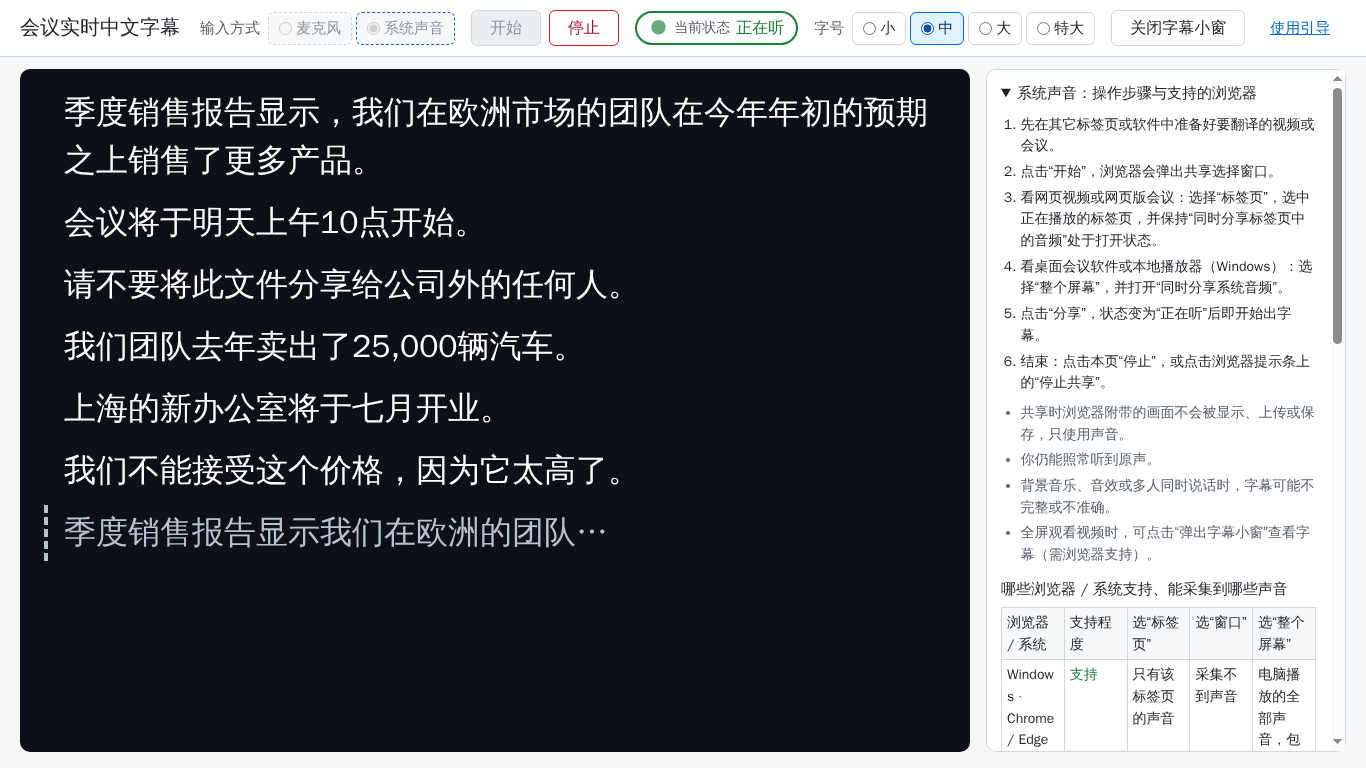 会议实时中文字幕
输入方式
麦克风
系统声音
开始
停止
当前状态 正在听
字号
小
中
大
特大
关闭字幕小窗
使用引导
季度销售报告显示，我们在欧洲市场的团队在今年年初的预期
之上销售了更多产品。
会议将于明天上午10点开始。
请不要将此文件分享给公司外的任何人。
我们团队去年卖出了25,000辆汽车。
上海的新办公室将于七月开业。
我们不能接受这个价格，因为它太高了。
季度销售报告显示我们在欧洲的团队…
▼ 系统声音：操作步骤与支持的浏览器
1. 先在其它标签页或软件中准备好要翻译的视频或
会议。
2. 点击“开始”，浏览器会弹出共享选择窗口。
3. 看网页视频或网页版会议：选择“标签页”，选中
正在播放的标签页，并保持“同时分享标签页中
的音频”处于打开状态。
4. 看桌面会议软件或本地播放器（Windows）：选
择“整个屏幕”，并打开“同时分享系统音频”。
5. 点击“分享”，状态变为“正在听”后即开始出字
幕。
6. 结束：点击本页“停止”，或点击浏览器提示条上
的“停止共享”。
• 共享时浏览器附带的画面不会被显示、上传或保
存，只使用声音。
• 你仍能照常听到原声。
• 背景音乐、音效或多人同时说话时，字幕可能不
完整或不准确。
• 全屏观看视频时，可点击“弹出字幕小窗”查看字
幕（需浏览器支持）。
哪些浏览器 / 系统支持、能采集到哪些声音
浏览器
/ 系统
支持程
度
选“标签
页”
选“窗口”
选“整个
屏幕”
Window
s ·
Chrome
/ Edge
支持
只有该
标签页
的声音
采集不
到声音
电脑播
放的全
部声
音，包